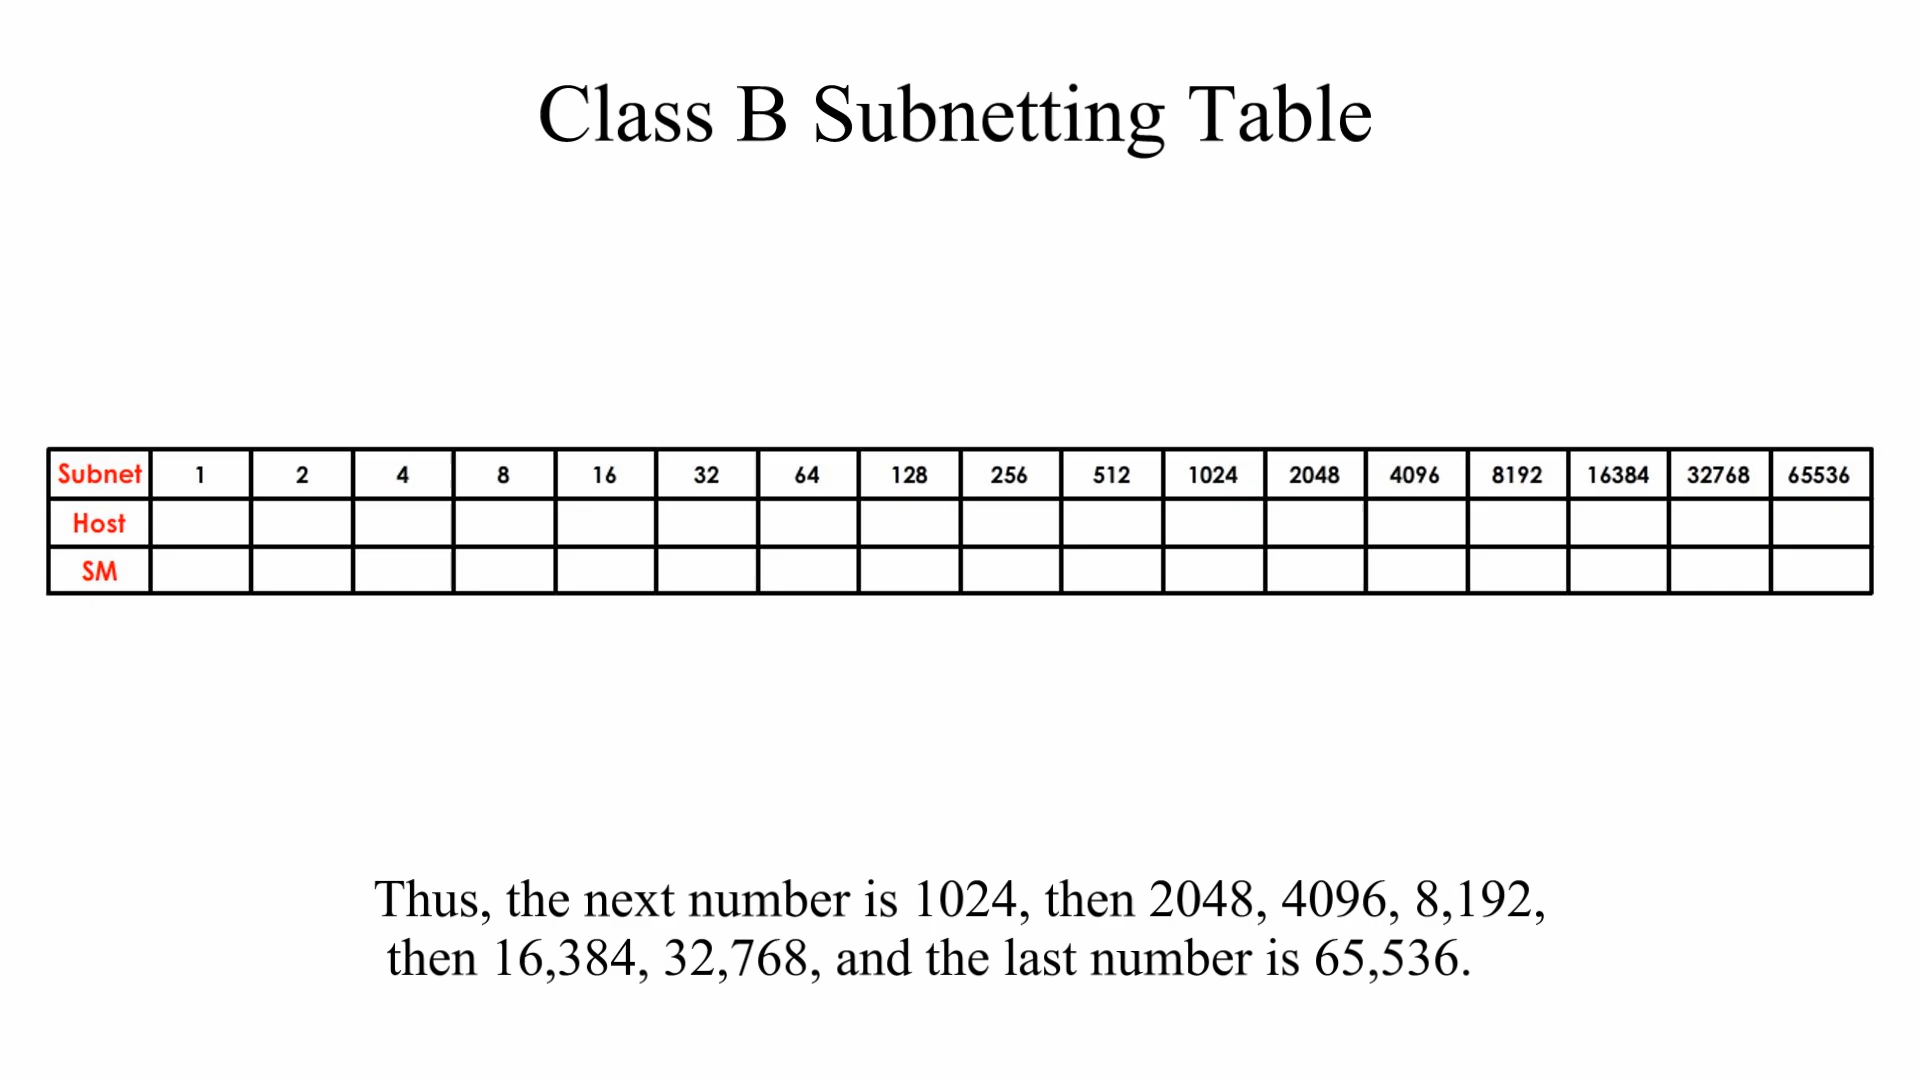 Class B Subnetting Table
Subnet 1 2 4 8 16 32 64 128 256 512 1024 2048 4096 8192 16384 32768 65536
Host
SM
Thus, the next number is 1024, then 2048, 4096, 8,192,
then 16,384, 32,768, and the last number is 65,536.